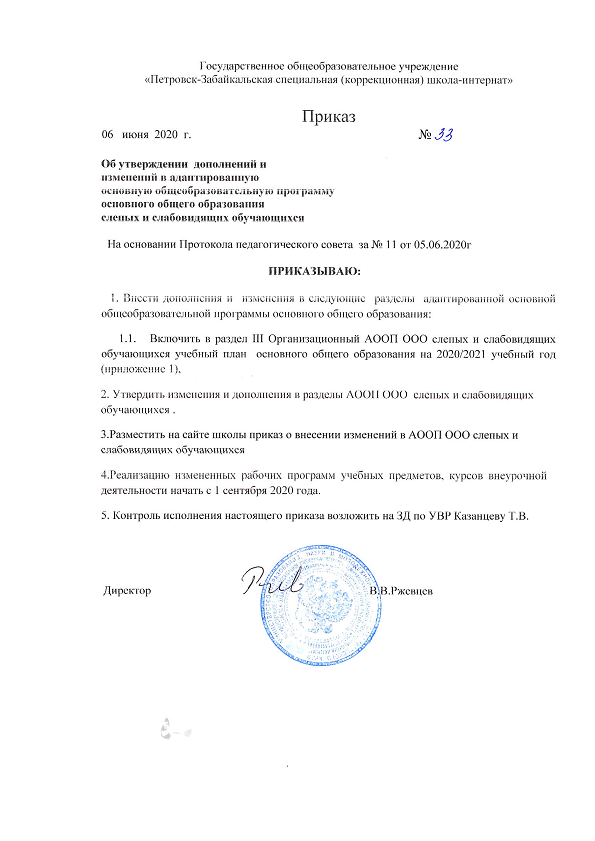 Государственное общеобразовательное учреждение
«Петровск-Забайкальская специальная (коррекционная) школа-интернат»
Приказ
06 июня 2020 г. № 33
Об утверждении дополнений и
изменений в адаптированную
основную общеобразовательную программу
основного общего образования
слепых и слабовидящих обучающихся
На основании Протокола педагогического совета за № 11 от 05.06.2020г
ПРИКАЗЫВАЮ:
1. Внести дополнения и изменения в следующие разделы адаптированной основной
общеобразовательной программы основного общего образования:
1.1. Включить в раздел III Организационный АООП ООО слепых и слабовидящих
обучающихся учебный план основного общего образования на 2020/2021 учебный год
(приложение 1),
2. Утвердить изменения и дополнения в разделы АООП ООО слепых и слабовидящих
обучающихся .
3.Разместить на сайте школы приказ о внесении изменений в АООП ООО слепых и
слабовидящих обучающихся
4.Реализацию измененных рабочих программ учебных предметов, курсов внеурочной
деятельности начать с 1 сентября 2020 года.
5. Контроль исполнения настоящего приказа возложить на ЗД по УВР Казанцеву Т.В.
Директор В.В.Ржевцев